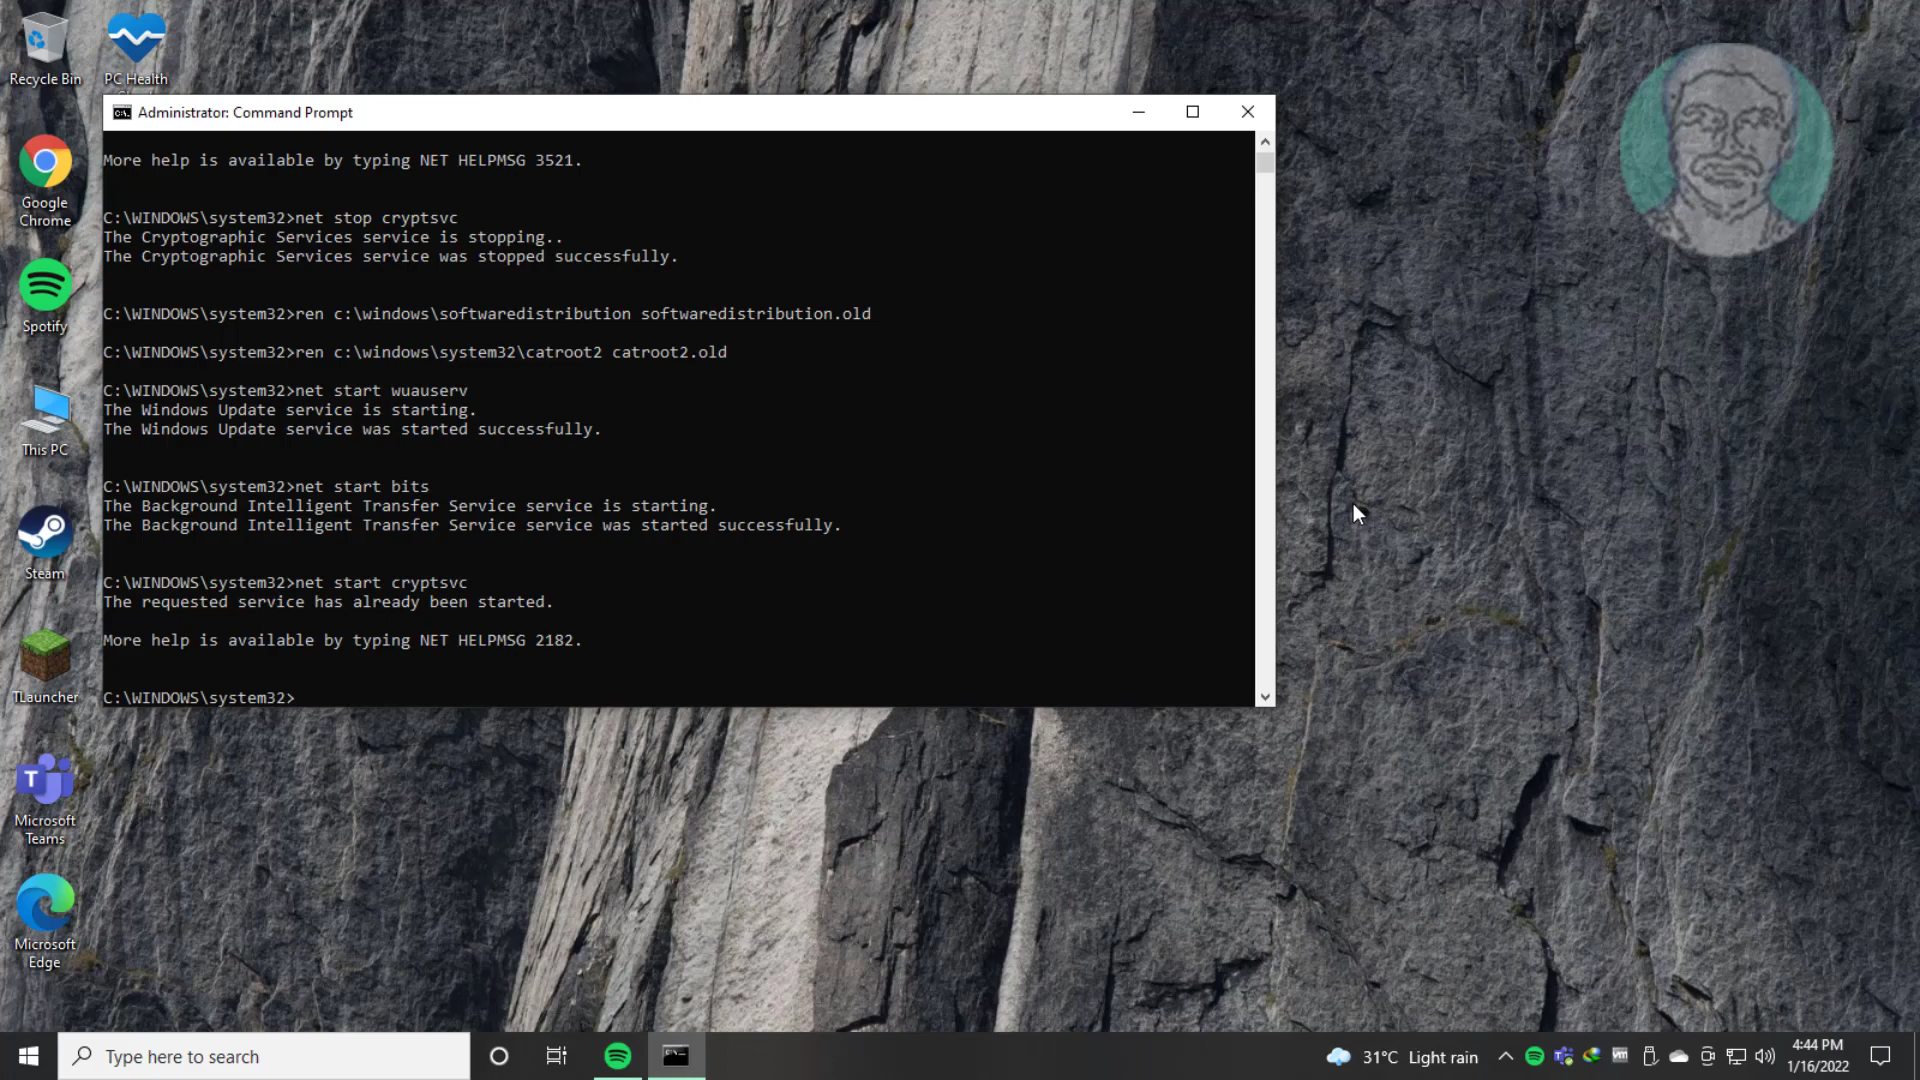 Recycle Bin
PC Health
Google
Chrome
Spotify
This PC
Steam
TLauncher
Microsoft
Teams
Microsoft
Edge
Administrator: Command Prompt
More help is available by typing NET HELPMSG 3521.
C:\WINDOWS\system32>net stop cryptsvc
The Cryptographic Services service is stopping..
The Cryptographic Services service was stopped successfully.
C:\WINDOWS\system32>ren c:\windows\softwaredistribution softwaredistribution.old
C:\WINDOWS\system32>ren c:\windows\system32\catroot2 catroot2.old
C:\WINDOWS\system32>net start wuauserv
The Windows Update service is starting.
The Windows Update service was started successfully.
C:\WINDOWS\system32>net start bits
The Background Intelligent Transfer Service service is starting.
The Background Intelligent Transfer Service service was started successfully.
C:\WINDOWS\system32>net start cryptsvc
The requested service has already been started.
More help is available by typing NET HELPMSG 2182.
C:\WINDOWS\system32>
Type here to search
31°C Light rain
4:44 PM
1/16/2022